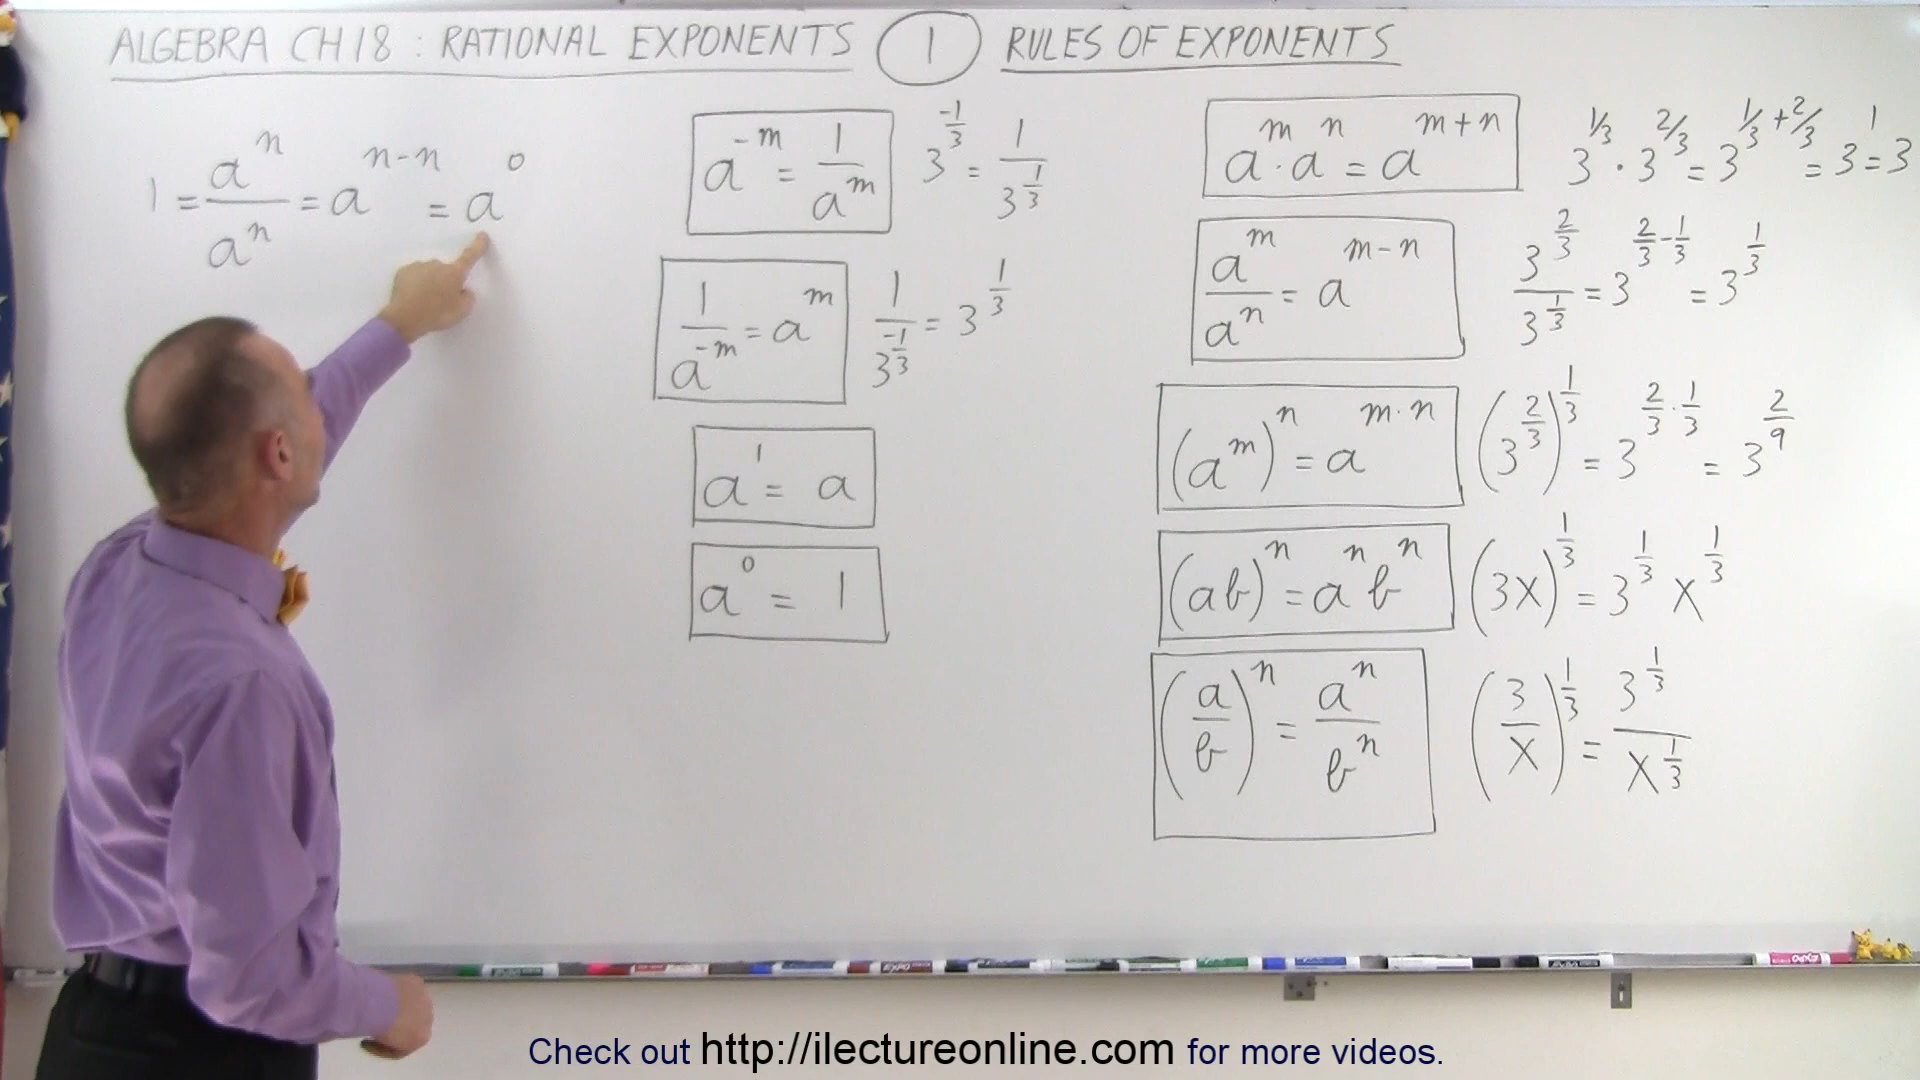 ALGEBRA CH 18 : RATIONAL EXPONENTS 1 RULES OF EXPONENTS
1 = a^n / a^n = a^(n-n) = a^0
a^(-m) = 1 / a^m
3^(-1/3) = 1 / 3^(1/3)
1 / a^(-m) = a^m
1 / 3^(-1/3) = 3^(1/3)
a^1 = a
a^0 = 1
a^m · a^n = a^(m+n)
3^(1/3) · 3^(2/3) = 3^(1/3 + 2/3) = 3^1 = 3
a^m / a^n = a^(m-n)
3^(2/3) / 3^(1/3) = 3^(2/3 - 1/3) = 3^(1/3)
(a^m)^n = a^(m·n)
(3^(2/3))^(1/3) = 3^(2/3 · 1/3) = 3^(2/9)
(ab)^n = a^n b^n
(3x)^(1/3) = 3^(1/3) x^(1/3)
(a/b)^n = a^n / b^n
(3/x)^(1/3) = 3^(1/3) / x^(1/3)
EXPO
Check out http://ilectureonline.com for more videos.